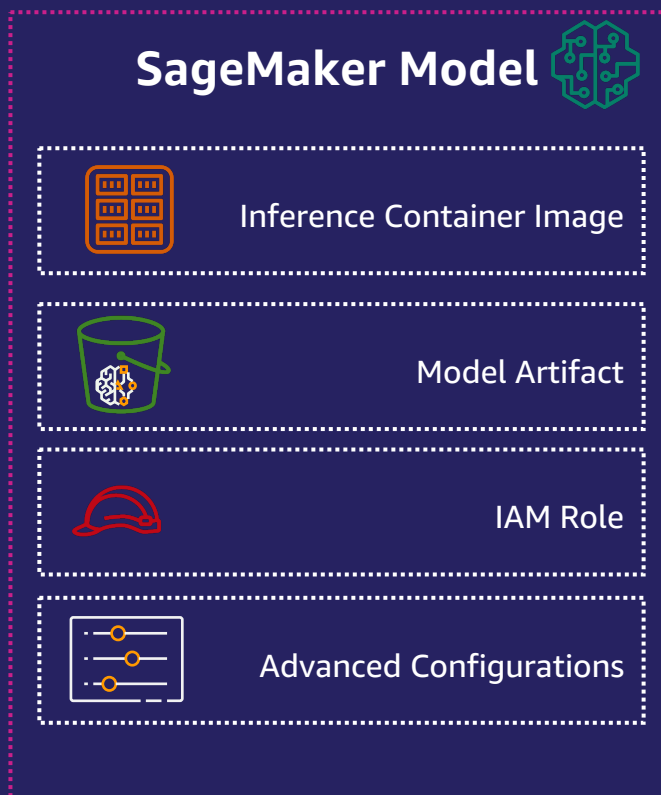 SageMaker Model
Inference Container Image
Model Artifact
IAM Role
Advanced Configurations